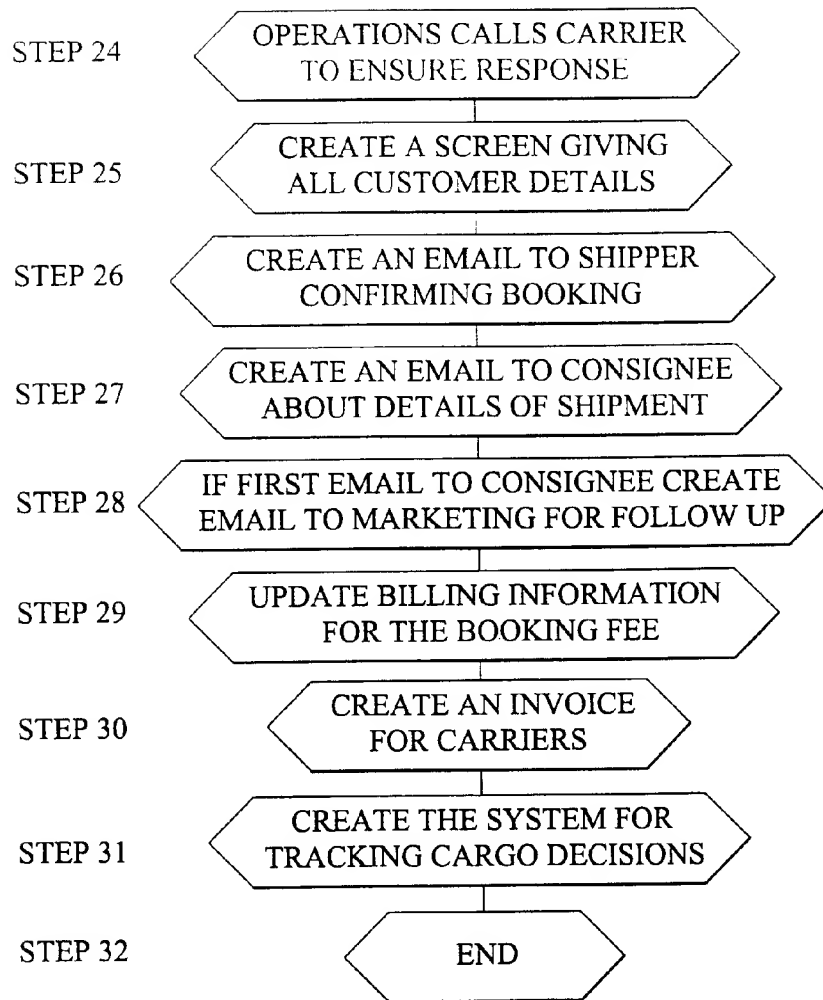 STEP 24
OPERATIONS CALLS CARRIER
TO ENSURE RESPONSE
STEP 25
CREATE A SCREEN GIVING
ALL CUSTOMER DETAILS
STEP 26
CREATE AN EMAIL TO SHIPPER
CONFIRMING BOOKING
STEP 27
CREATE AN EMAIL TO CONSIGNEE
ABOUT DETAILS OF SHIPMENT
STEP 28
IF FIRST EMAIL TO CONSIGNEE CREATE
EMAIL TO MARKETING FOR FOLLOW UP
STEP 29
UPDATE BILLING INFORMATION
FOR THE BOOKING FEE
STEP 30
CREATE AN INVOICE
FOR CARRIERS
STEP 31
CREATE THE SYSTEM FOR
TRACKING CARGO DECISIONS
STEP 32
END